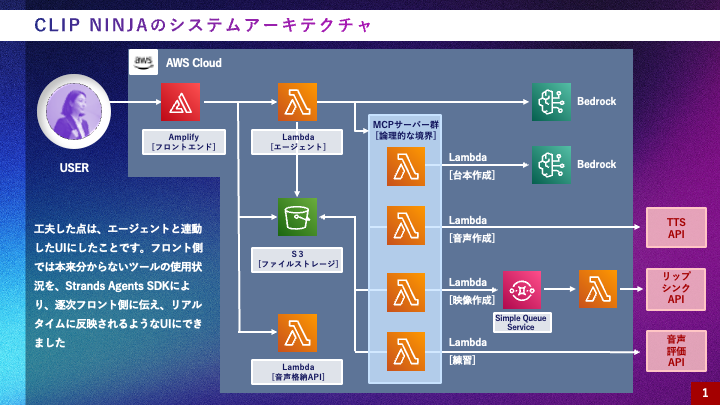 CLIP NINJAのシステムアーキテクチャ
aws
AWS Cloud
USER
Amplify
[フロントエンド]
Lambda
[エージェント]
MCPサーバー群
[論理的な境界]
Bedrock
Lambda
[台本作成]
Bedrock
Lambda
[音声作成]
TTS
API
S3
[ファイルストレージ]
Lambda
[映像作成]
Simple Queue
Service
リップ
シンク
API
Lambda
[練習]
音声
評価
API
Lambda
[音声格納API]
工夫した点は、エージェントと連動
したUIにしたことです。フロント側
では本来分からないツールの使用状
況を、Strands Agents SDKによ
り、逐次フロント側に伝え、リアル
タイムに反映されるようなUIにでき
ました
1